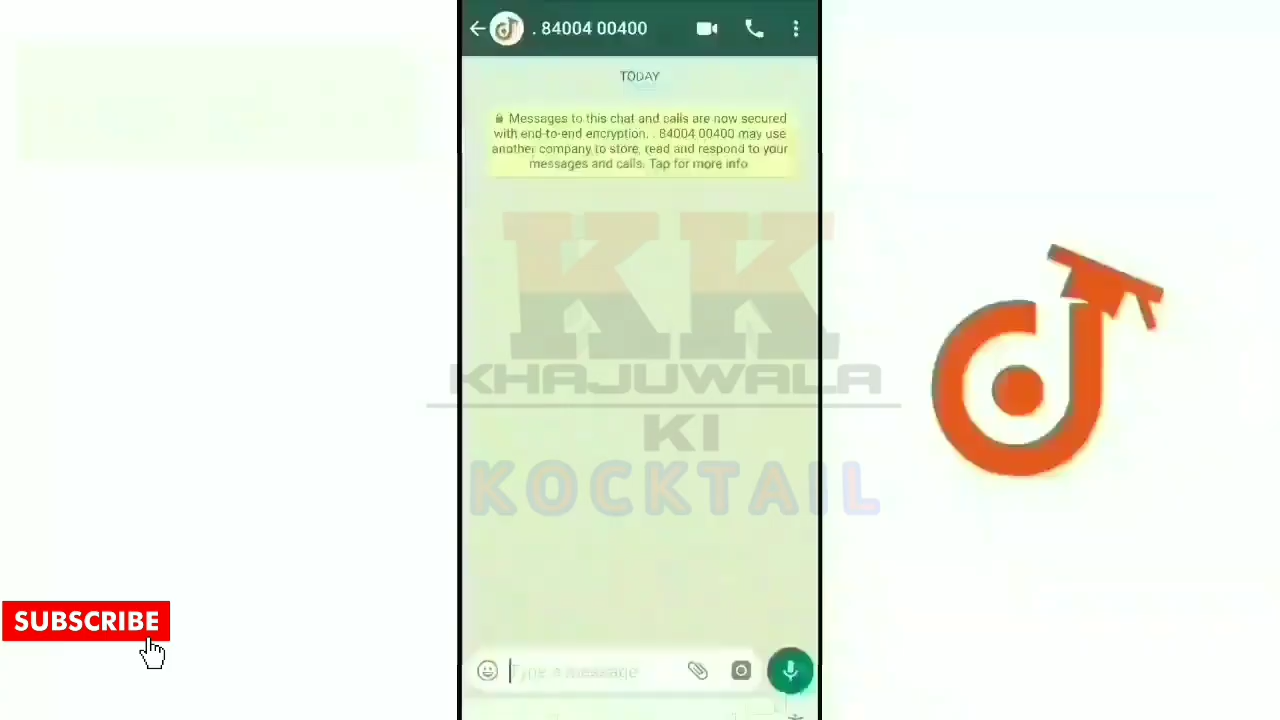 . 84004 00400
TODAY
Messages to this chat and calls are now secured
with end-to-end encryption. . 84004 00400 may use
another company to store, read and respond to your
messages and calls. Tap for more info
KK
KHAJUWALA
KI
KOCKTAIL
SUBSCRIBE
Type a message